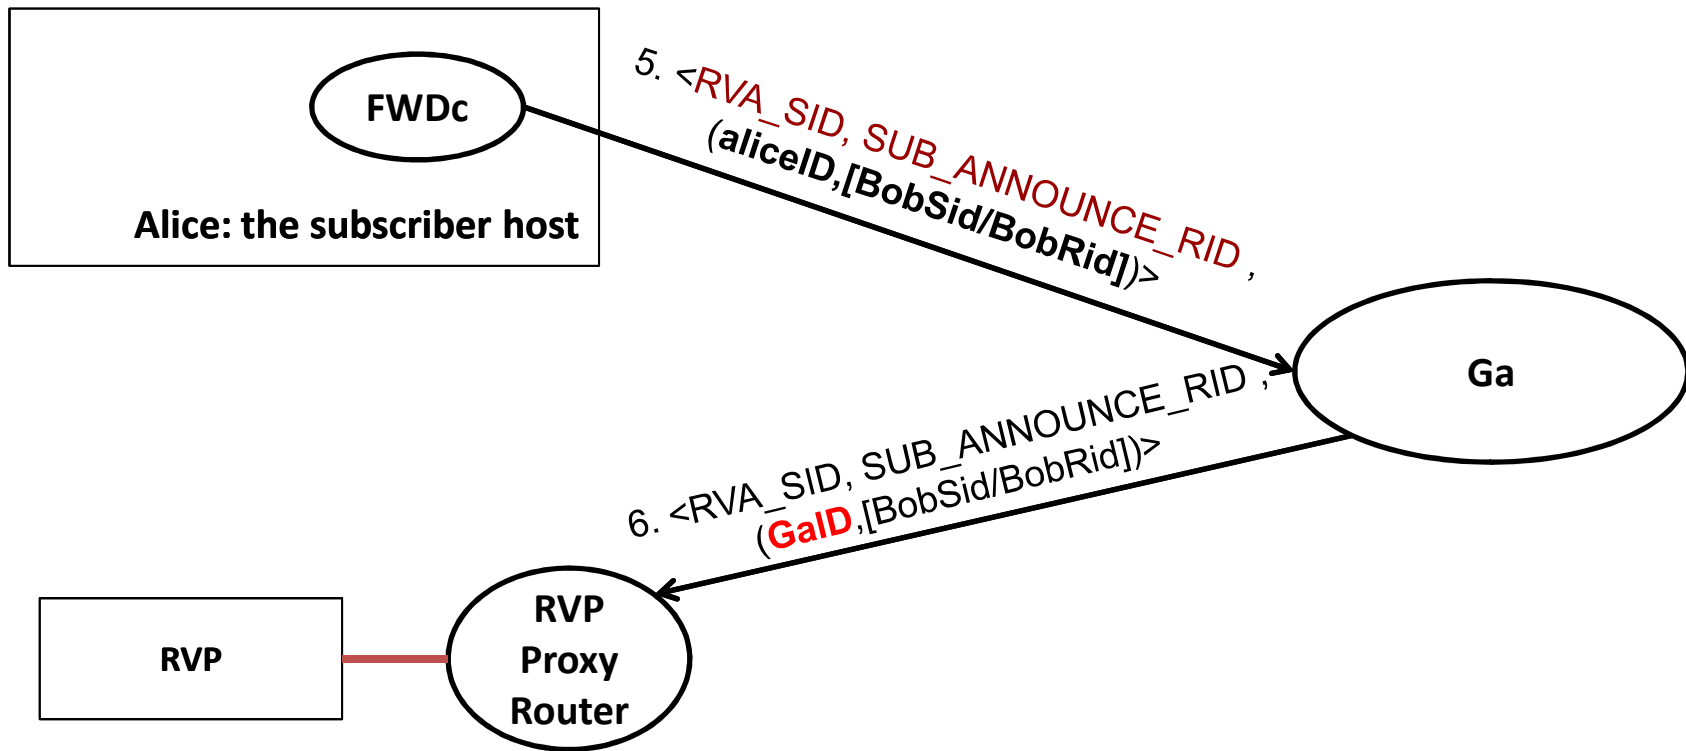 FWDc
Alice: the subscriber host
5. <RVA_SID, SUB_ANNOUNCE_RID ,
(aliceID,[BobSid/BobRid])>
Ga
6. <RVA_SID, SUB_ANNOUNCE_RID ,
(GaID,[BobSid/BobRid])>
RVP
RVP
Proxy
Router